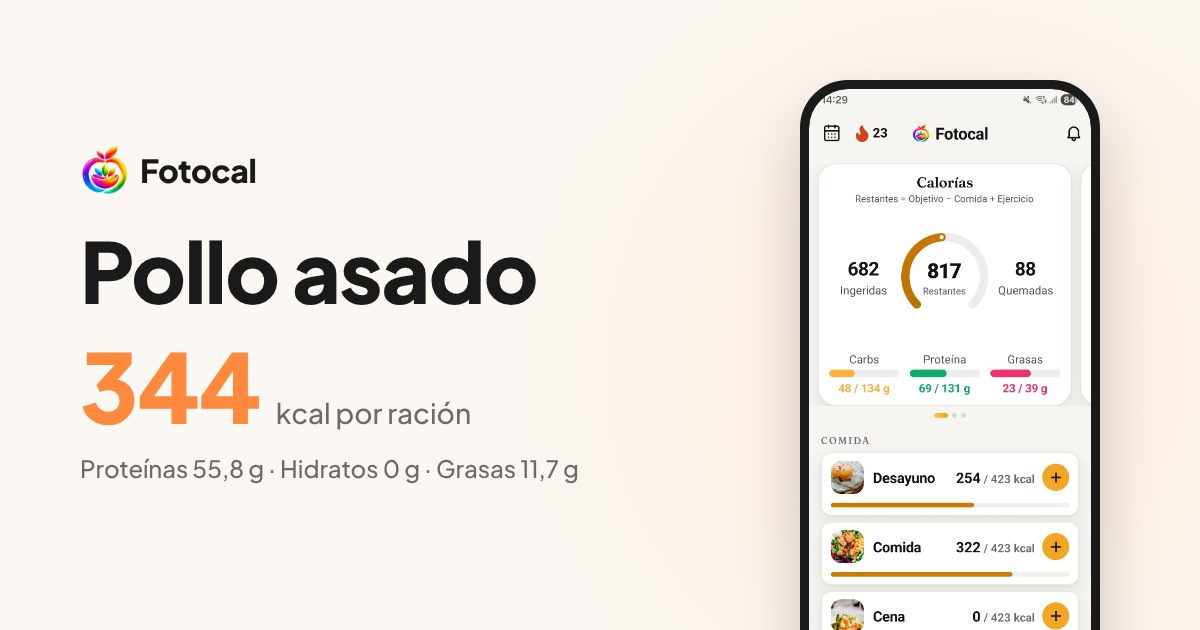 Fotocal
Pollo asado
344 kcal por ración
Proteínas 55,8 g · Hidratos 0 g · Grasas 11,7 g
14:29
84
23
Fotocal
Calorías
Restantes = Objetivo − Comida + Ejercicio
682
Ingeridas
817
Restantes
88
Quemadas
Carbs Proteína Grasas
48 / 134 g 69 / 131 g 23 / 39 g
COMIDA
Desayuno 254 / 423 kcal +
Comida 322 / 423 kcal +
Cena 0 / 423 kcal +